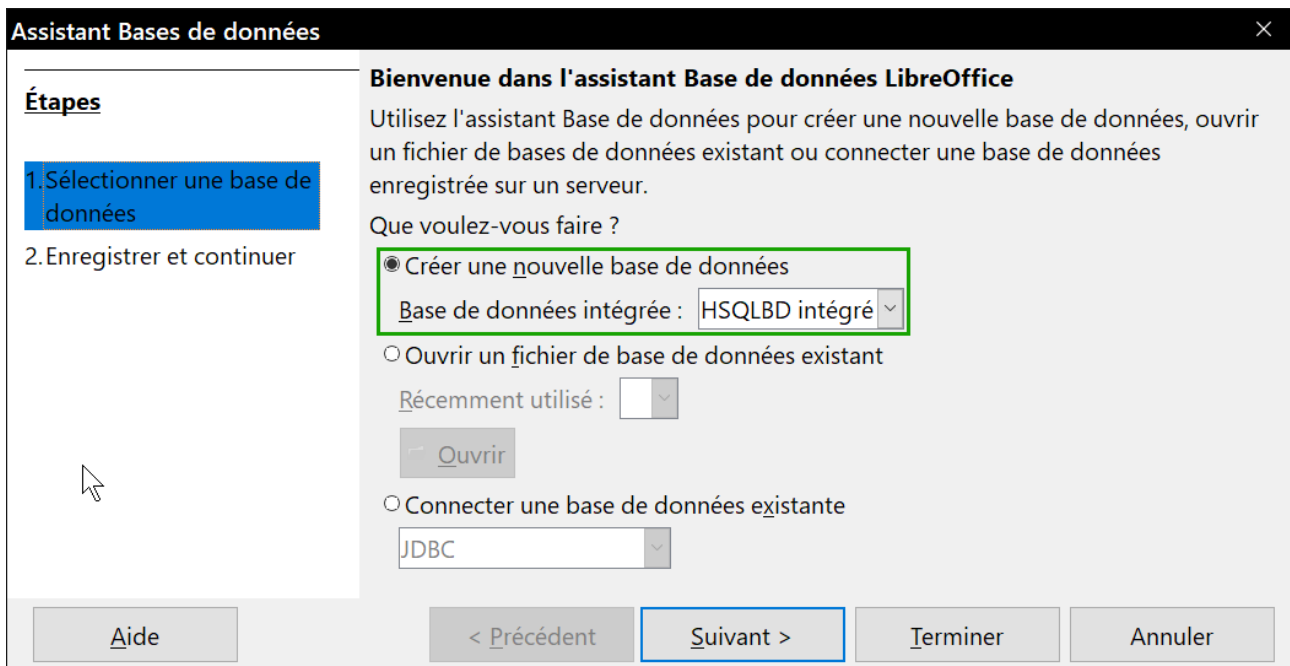 Assistant Bases de données
Étapes
1. Sélectionner une base de
données
2. Enregistrer et continuer
Bienvenue dans l'assistant Base de données LibreOffice
Utilisez l'assistant Base de données pour créer une nouvelle base de données, ouvrir
un fichier de bases de données existant ou connecter une base de données
enregistrée sur un serveur.
Que voulez-vous faire ?
Créer une nouvelle base de données
Base de données intégrée : HSQLBD intégré
Ouvrir un fichier de base de données existant
Récemment utilisé :
Ouvrir
Connecter une base de données existante
JDBC
Aide
< Précédent
Suivant >
Terminer
Annuler